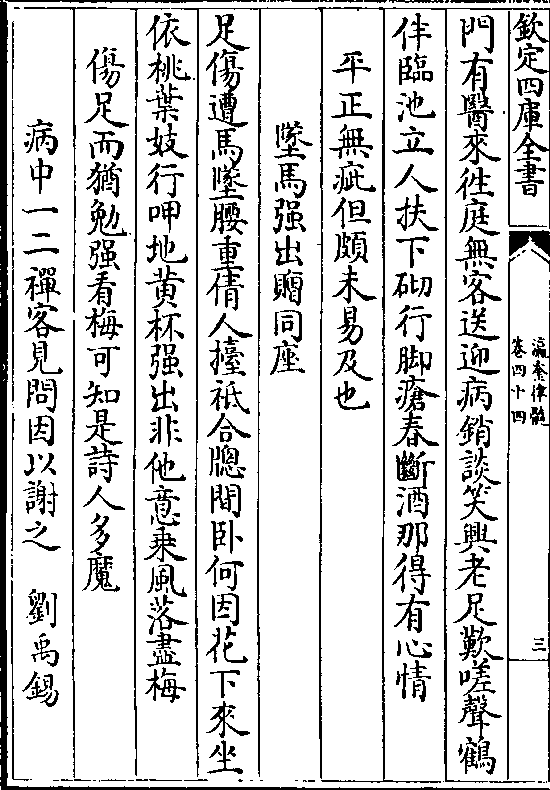 欽定四庫全書
瀛奎律髓
卷四十四
三
門有醫來徃庭無客送迎病銷談笑興老足歎嗟聲鶴
伴臨池立人扶下砌行脚瘡春斷酒那得有心情
平正無疵但頗未易及也
墜馬强出贈同座
足傷遭馬墜腰重倩人擡祗合牕間卧何因花下來坐
依桃葉妓行呷地黄杯强出非他意乗風落盡梅
傷足而猶勉强看梅可知是詩人多魔
病中一二禪客見問因以謝之　劉禹錫